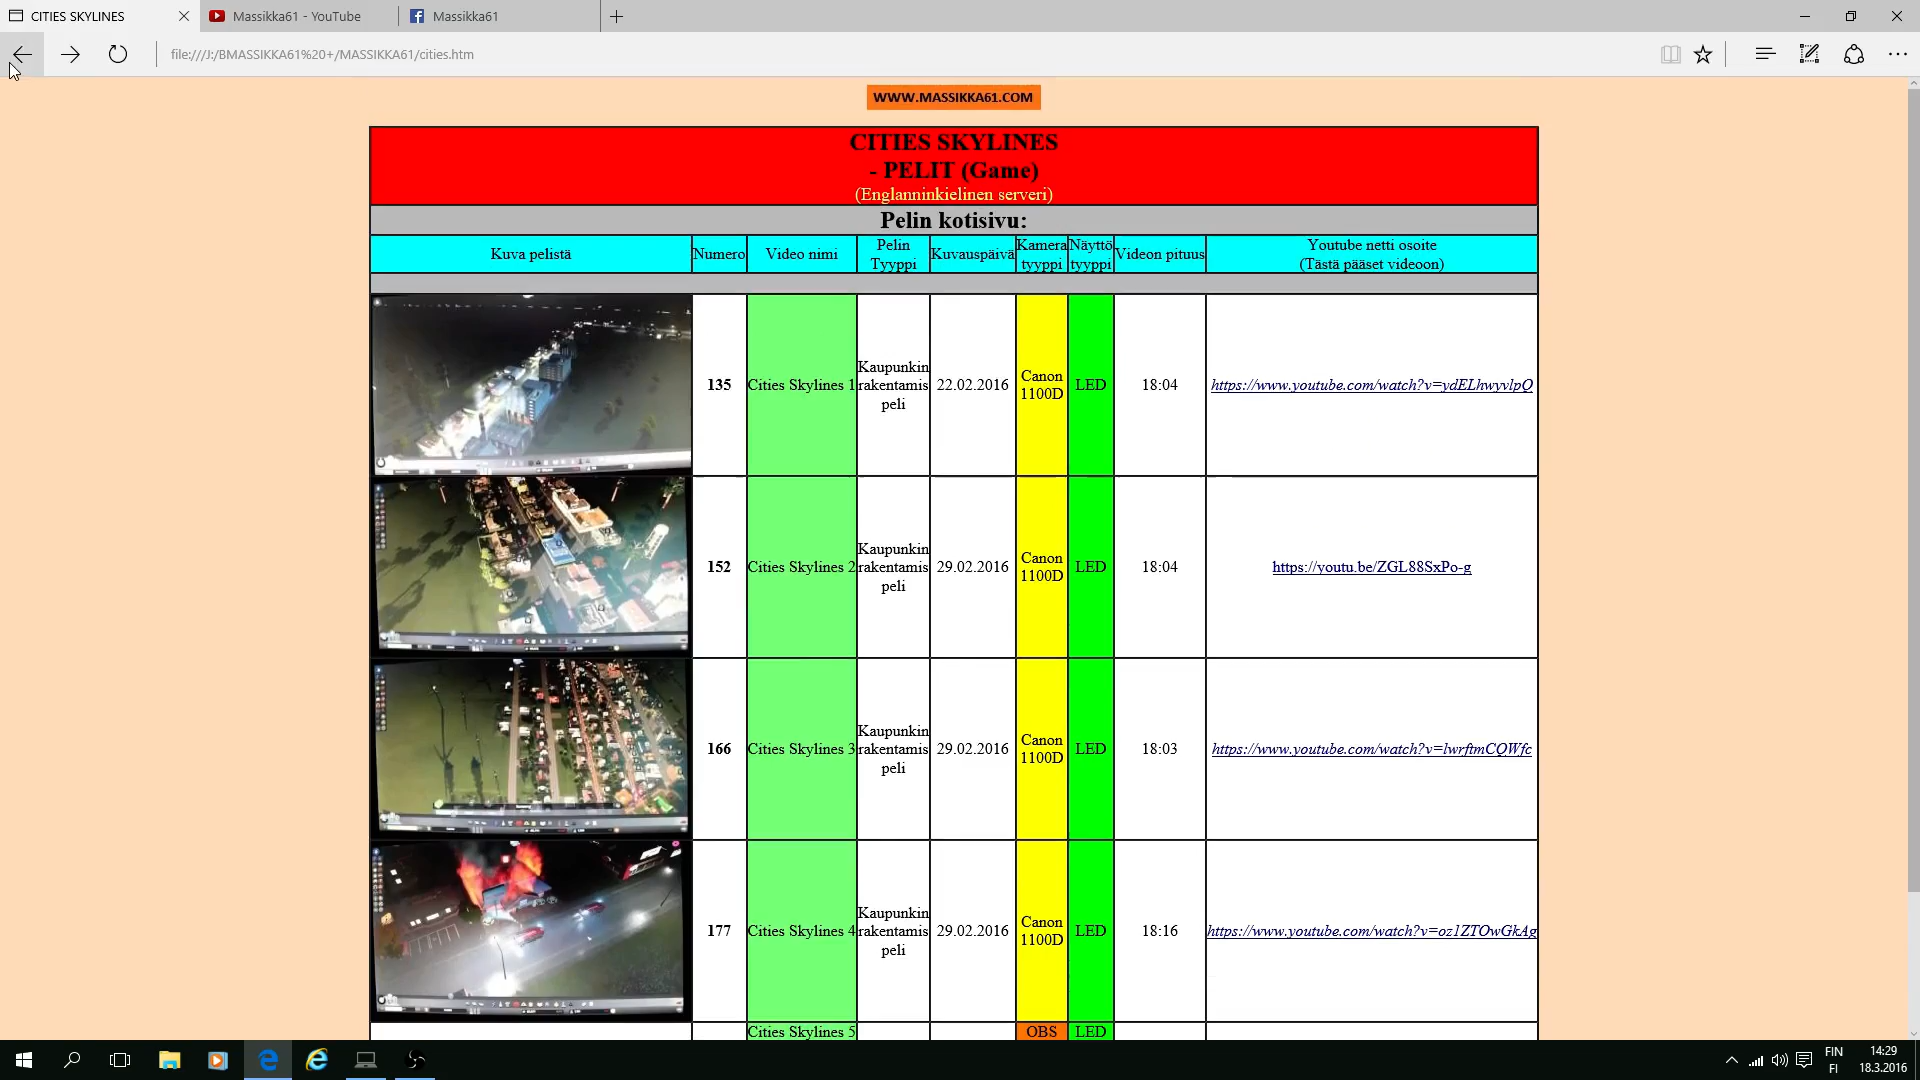 CITIES SKYLINES
Massikka61 - YouTube
Massikka61
file:///J:/BMASSIKKA61%20+/MASSIKKA61/cities.htm
WWW.MASSIKKA61.COM
CITIES SKYLINES
- PELIT (Game)
(Englanninkielinen serveri)
Pelin kotisivu:
Kuva pelistä
Numero
Video nimi
Pelin
Tyyppi
Kuvauspäivä
Kamera
tyyppi
Näyttö
tyyppi
Videon pituus
Youtube netti osoite
(Tästä pääset videoon)
135
Cities Skylines 1
Kaupunkin
rakentamis
peli
22.02.2016
Canon
1100D
LED
18:04
https://www.youtube.com/watch?v=ydELhwyvlpQ
152
Cities Skylines 2
Kaupunkin
rakentamis
peli
29.02.2016
Canon
1100D
LED
18:04
https://youtu.be/ZGL88SxPo-g
166
Cities Skylines 3
Kaupunkin
rakentamis
peli
29.02.2016
Canon
1100D
LED
18:03
https://www.youtube.com/watch?v=lwrftmCQWfc
177
Cities Skylines 4
Kaupunkin
rakentamis
peli
29.02.2016
Canon
1100D
LED
18:16
https://www.youtube.com/watch?v=oz1ZTOwGkAg
Cities Skylines 5
OBS
LED
FIN
FI
14:29
18.3.2016